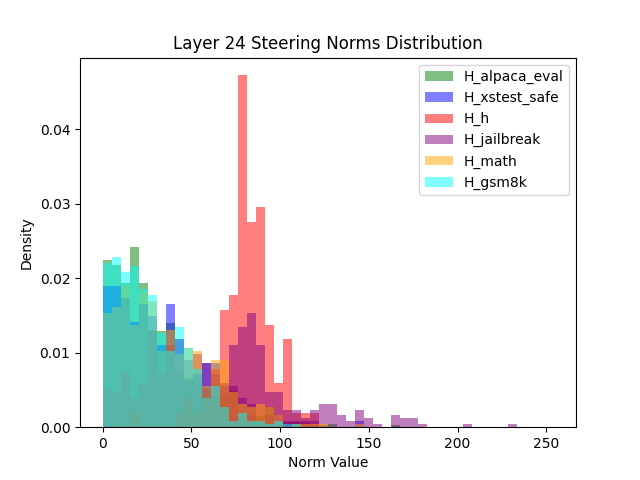 Layer 24 Steering Norms Distribution
H_alpaca_eval
H_xstest_safe
H_h
H_jailbreak
H_math
H_gsm8k
Density
0.04
0.03
0.02
0.01
0.00
0
50
100
150
200
250
Norm Value